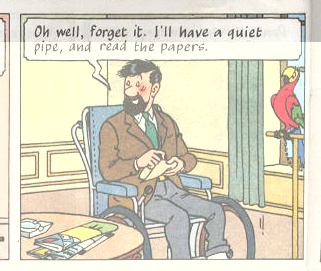 Oh well, forget it. I'll have a quiet
pipe, and read the papers.